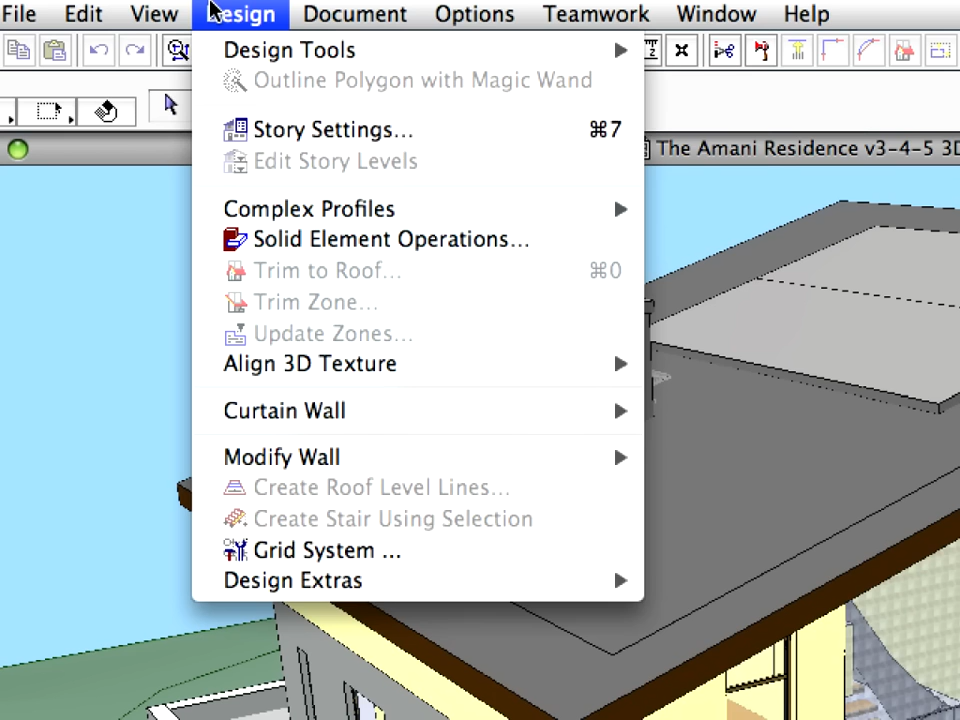 File Edit View Design Document Options Teamwork Window Help
Design Tools
Outline Polygon with Magic Wand
Story Settings... ⌘7
Edit Story Levels
The Amani Residence v3-4-5 3D
Complex Profiles
Solid Element Operations...
Trim to Roof... ⌘0
Trim Zone...
Update Zones...
Align 3D Texture
Curtain Wall
Modify Wall
Create Roof Level Lines...
Create Stair Using Selection
Grid System ...
Design Extras